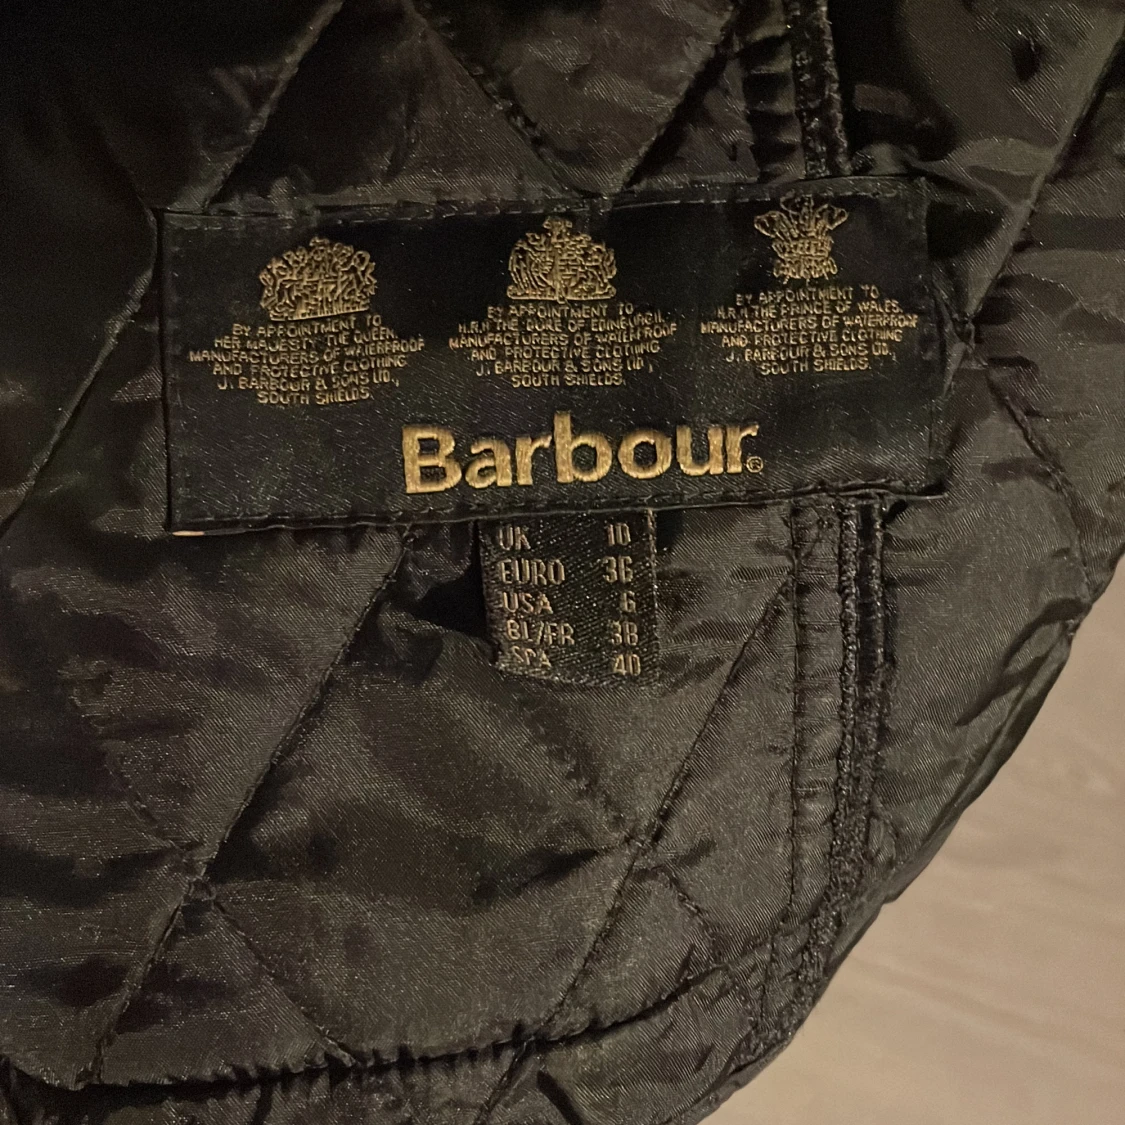 BY APPOINTMENT TO
HER MAJESTY THE QUEEN
MANUFACTURERS OF WATERPROOF
AND PROTECTIVE CLOTHING
J. BARBOUR & SONS LTD.,
SOUTH SHIELDS.
BY APPOINTMENT TO
H.R.H THE DUKE OF EDINBURGH
MANUFACTURERS OF WATERPROOF
AND PROTECTIVE CLOTHING
J. BARBOUR & SONS LTD,
SOUTH SHIELDS.
BY APPOINTMENT TO
H.R.H THE PRINCE OF WALES
MANUFACTURERS OF WATERPROOF
AND PROTECTIVE CLOTHING
J. BARBOUR & SONS LTD.
SOUTH SHIELDS.
Barbour®
UK 10
EURO 36
USA 6
BL/FR 38
SPA 40